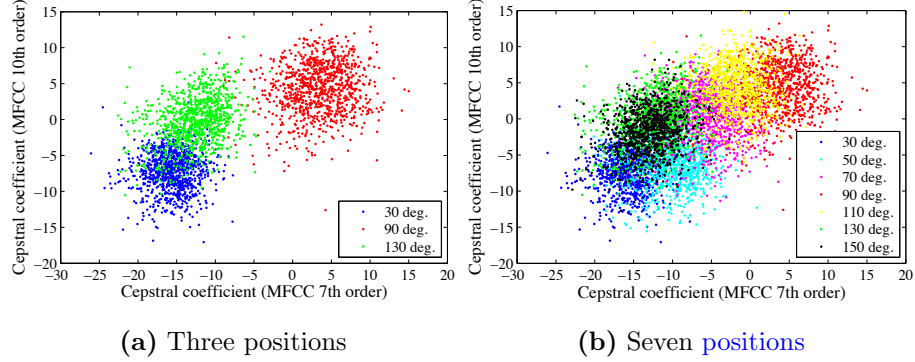 Cepstral coefficient (MFCC 10th order)
15
10
5
0
−5
−10
−15
−20
−30 −25 −20 −15 −10 −5 0 5 10 15 20
Cepstral coefficient (MFCC 7th order)
30 deg.
90 deg.
130 deg.
(a) Three positions
Cepstral coefficient (MFCC 10th order)
15
10
5
0
−5
−10
−15
−20
−30 −25 −20 −15 −10 −5 0 5 10 15 20
Cepstral coefficient (MFCC 7th order)
30 deg.
50 deg.
70 deg.
90 deg.
110 deg.
130 deg.
150 deg.
(b) Seven positions